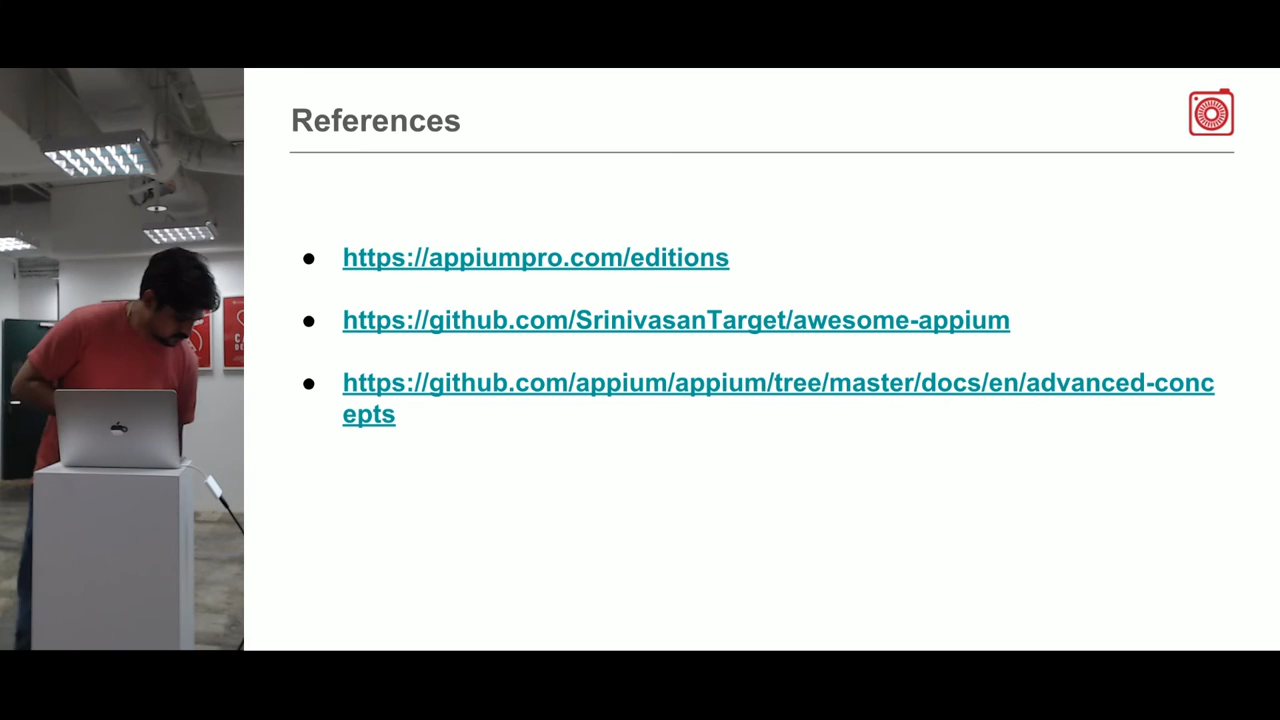 References
● https://appiumpro.com/editions
● https://github.com/SrinivasanTarget/awesome-appium
● https://github.com/appium/appium/tree/master/docs/en/advanced-conc
epts